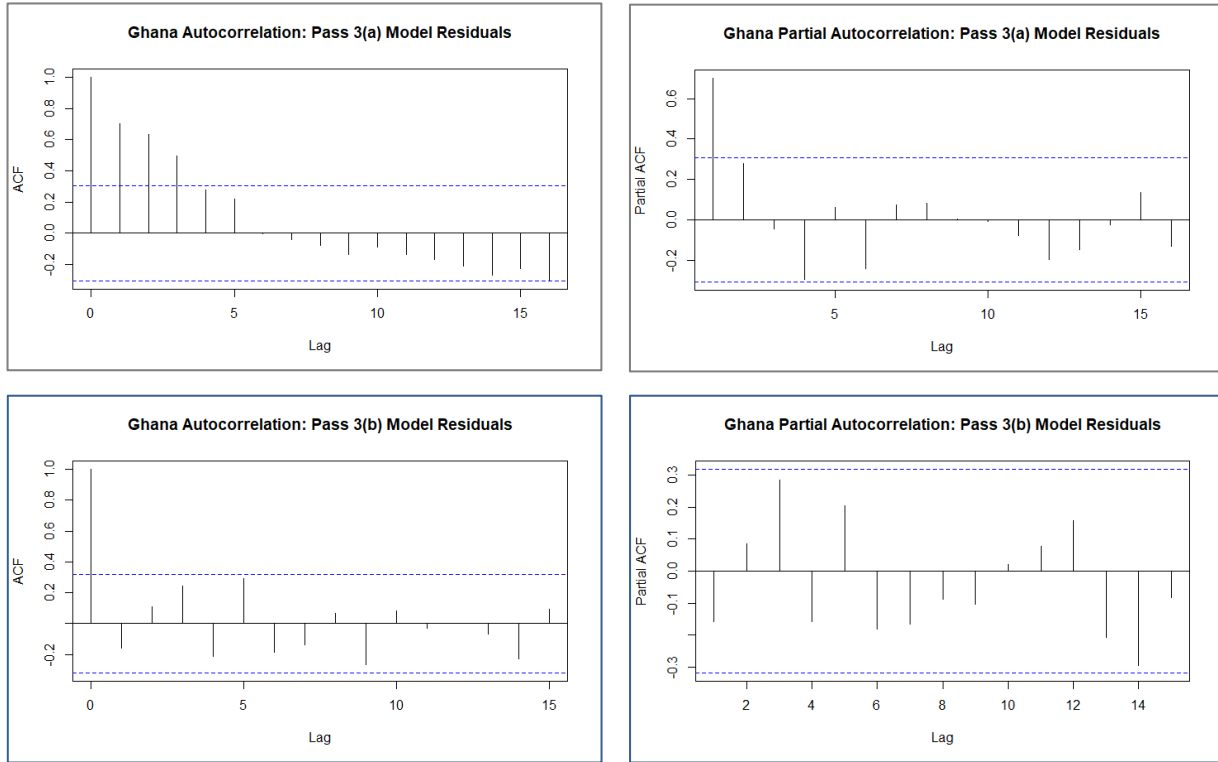 Ghana Autocorrelation: Pass 3(a) Model Residuals
ACF
1.0
0.8
0.6
0.4
0.2
0.0
-0.2
0 5 10 15
Lag
Ghana Partial Autocorrelation: Pass 3(a) Model Residuals
Partial ACF
0.6
0.4
0.2
0.0
-0.2
5 10 15
Lag
Ghana Autocorrelation: Pass 3(b) Model Residuals
ACF
1.0
0.8
0.6
0.4
0.2
-0.2
0 5 10 15
Lag
Ghana Partial Autocorrelation: Pass 3(b) Model Residuals
Partial ACF
0.3
0.2
0.1
0.0
-0.1
-0.3
2 4 6 8 10 12 14
Lag